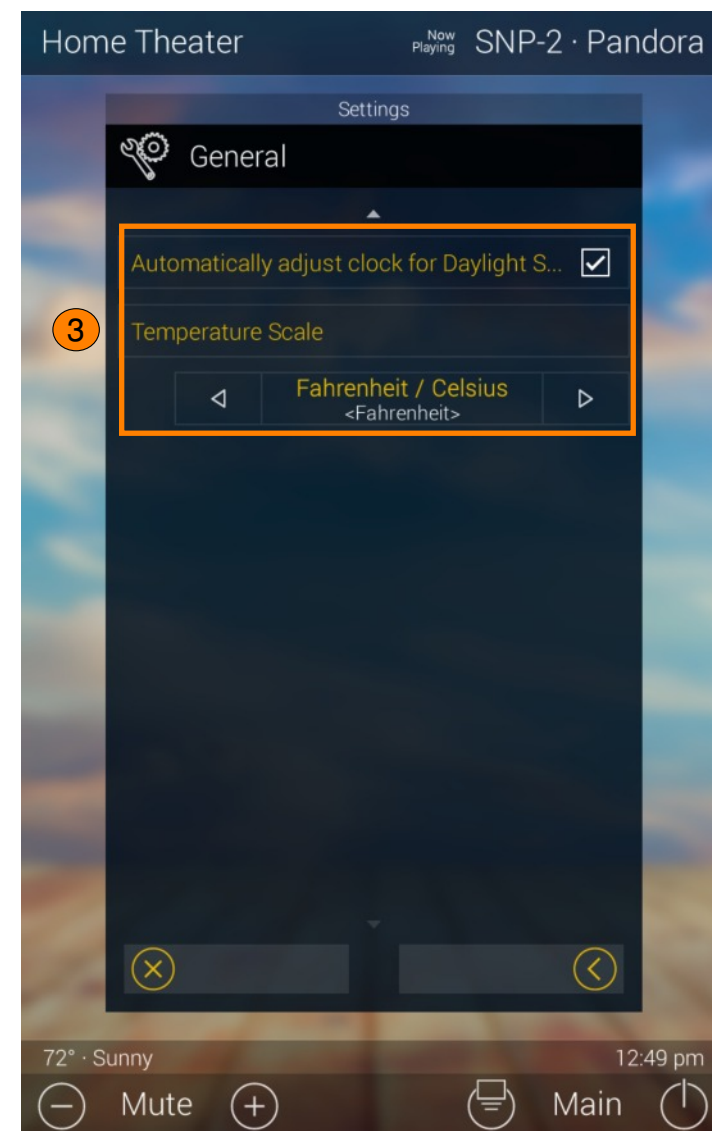 Home Theater
Now Playing SNP-2 · Pandora
Settings
General
Automatically adjust clock for Daylight S...
3
Temperature Scale
Fahrenheit / Celsius
<Fahrenheit>
72° · Sunny
12:49 pm
Mute
Main